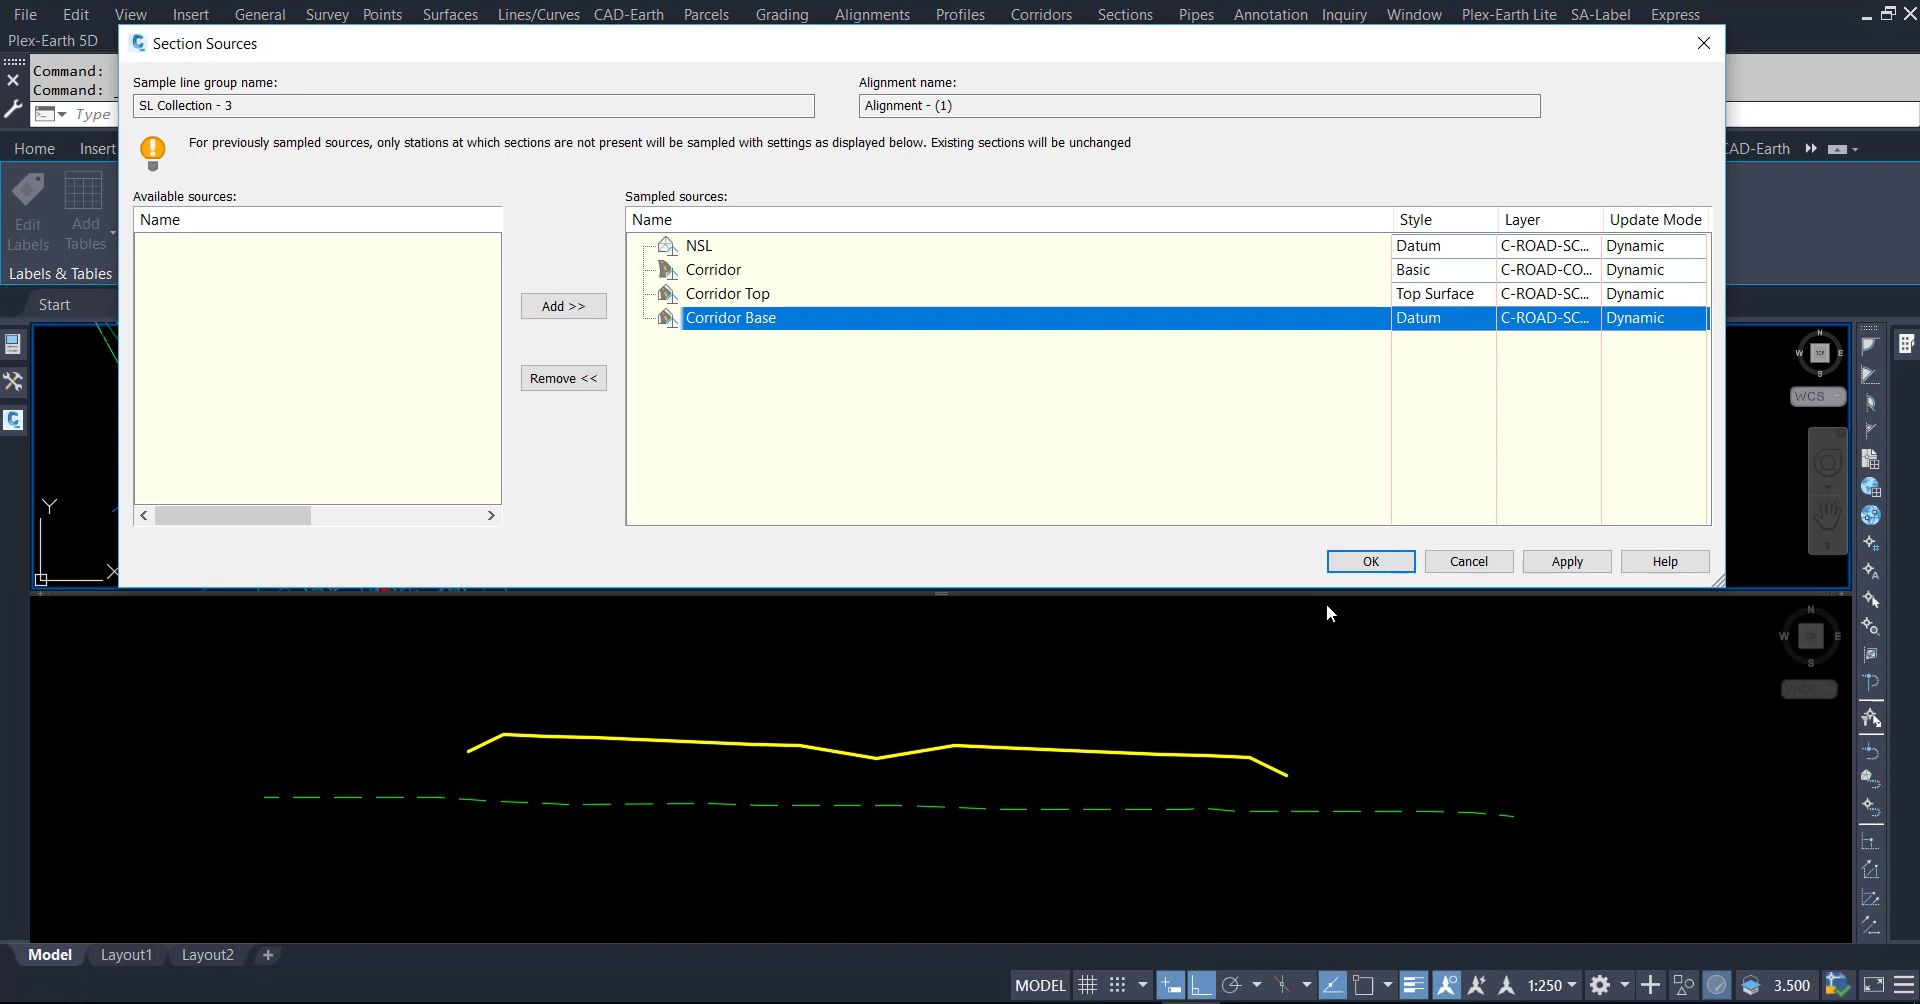 File Edit View Insert General Survey Points Surfaces Lines/Curves CAD-Earth Parcels Grading Alignments Profiles Corridors Sections Pipes Annotation Inquiry Window Plex-Earth Lite SA-Label Express
Plex-Earth 5D
Section Sources
Command:
Command:
Type
Sample line group name:
Alignment name:
SL Collection - 3
Alignment - (1)
For previously sampled sources, only stations at which sections are not present will be sampled with settings as displayed below. Existing sections will be unchanged
Home Insert
CAD-Earth
Available sources:
Sampled sources:
Name
Name Style Layer Update Mode
NSL Datum C-ROAD-SC... Dynamic
Corridor Basic C-ROAD-CO... Dynamic
Corridor Top Top Surface C-ROAD-SC... Dynamic
Corridor Base Datum C-ROAD-SC... Dynamic
Edit Labels
Add Tables
Labels & Tables
Start
Add >>
Remove <<
OK Cancel Apply Help
N
W TOP E
S
WCS
Y
X
N
W TOP E
S
WCS
Model Layout1 Layout2 +
MODEL 1:250 3.500